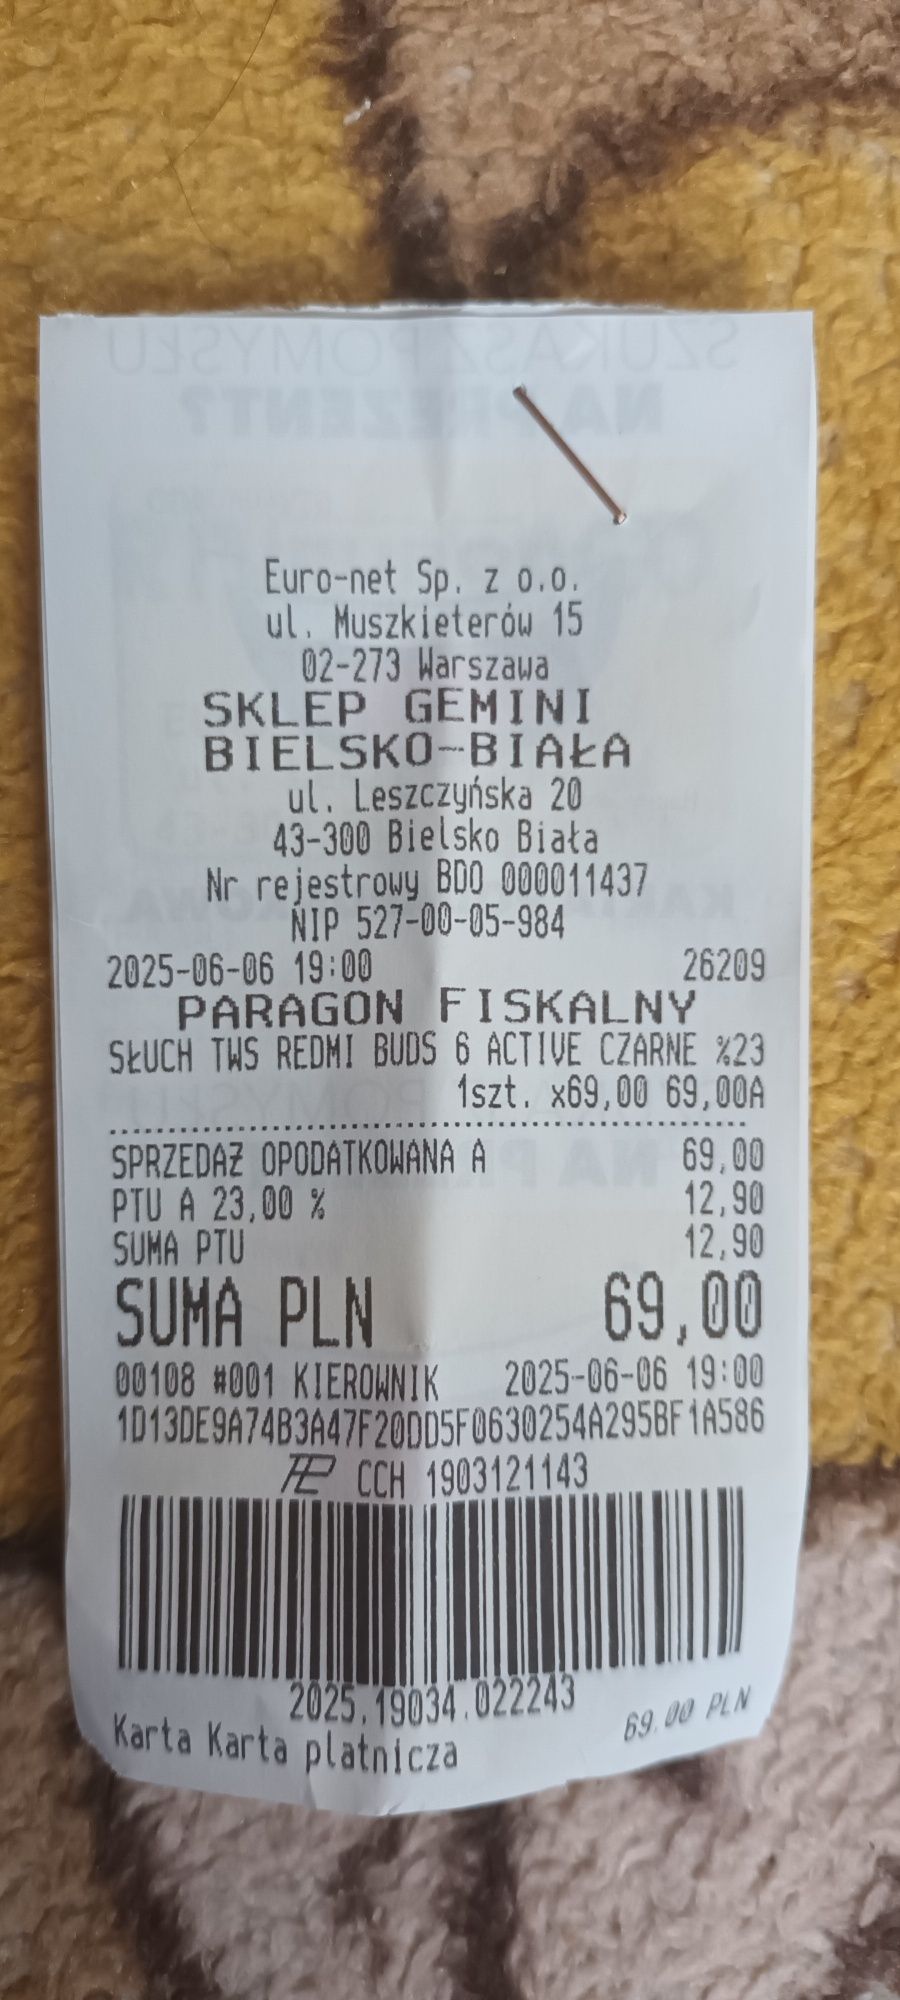 SZUKASZ POMYSŁU
NA PREZENT?
Euro-net Sp. z o.o.
ul. Muszkieterów 15
02-273 Warszawa
SKLEP GEMINI
BIELSKO-BIAŁA
ul. Leszczyńska 20
43-300 Bielsko Biała
Nr rejestrowy BDO 000011437
NIP 527-00-05-984
2025-06-06 19:00 26209
PARAGON FISKALNY
SŁUCH TWS REDMI BUDS 6 ACTIVE CZARNE %23
1szt. x69,00 69,00A
SPRZEDAŻ OPODATKOWANA A 69,00
PTU A 23,00 % 12,90
SUMA PTU 12,90
SUMA PLN 69,00
00108 #001 KIEROWNIK 2025-06-06 19:00
1D13DE9A74B3A47F20DD5F0630254A295BF1A586
CCH 1903121143
2025.19034.022243
Karta Karta płatnicza 69.00 PLN